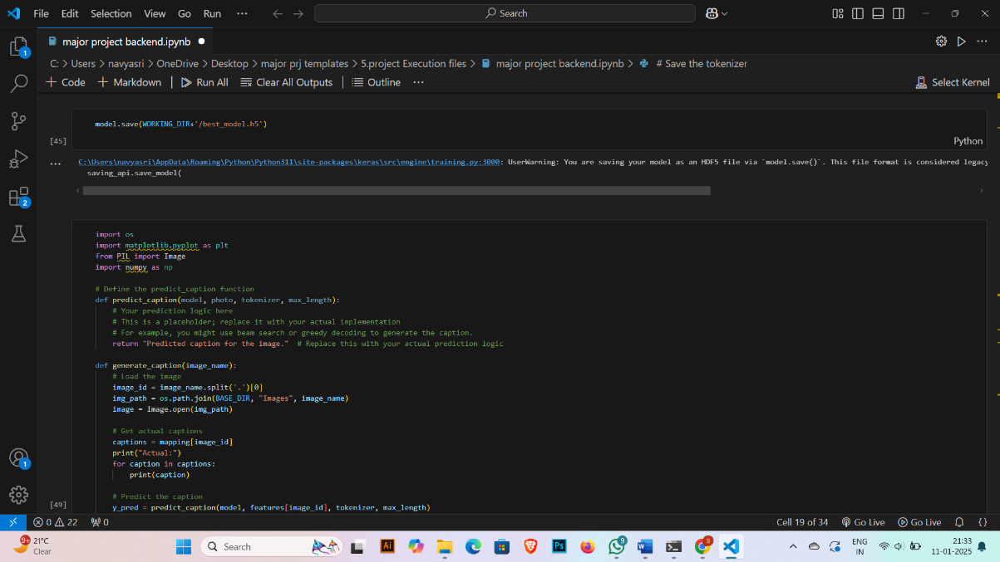 File Edit Selection View Go Run ···
Search
major project backend.ipynb
C: > Users > navyasri > OneDrive > Desktop > major prj templates > 5.project Execution files > major project backend.ipynb > # Save the tokenizer
+ Code + Markdown | Run All Clear All Outputs | Outline ···
Select Kernel
model.save(WORKING_DIR+'/best_model.h5')
[45]
Python
C:\Users\navyasri\AppData\Roaming\Python\Python311\site-packages\keras\src\engine\training.py:3000: UserWarning: You are saving your model as an HDF5 file via `model.save()`. This file format is considered legacy
saving_api.save_model(
import os
import matplotlib.pyplot as plt
from PIL import Image
import numpy as np
# Define the predict_caption function
def predict_caption(model, photo, tokenizer, max_length):
# Your prediction logic here
# This is a placeholder; replace it with your actual implementation
# For example, you might use beam search or greedy decoding to generate the caption.
return "Predicted caption for the image." # Replace this with your actual prediction logic
def generate_caption(image_name):
# Load the image
image_id = image_name.split('.')[0]
img_path = os.path.join(BASE_DIR, "Images", image_name)
image = Image.open(img_path)
# Get actual captions
captions = mapping[image_id]
print("Actual:")
for caption in captions:
print(caption)
# Predict the caption
[49]
y_pred = predict_caption(model, features[image_id], tokenizer, max_length)
0 22 0
Cell 19 of 34 Go Live Go Live {}
1
2
1
9+
21°C
Clear
Search
Ai
Ps
9
W
S
ENG
IN
21:33
11-01-2025